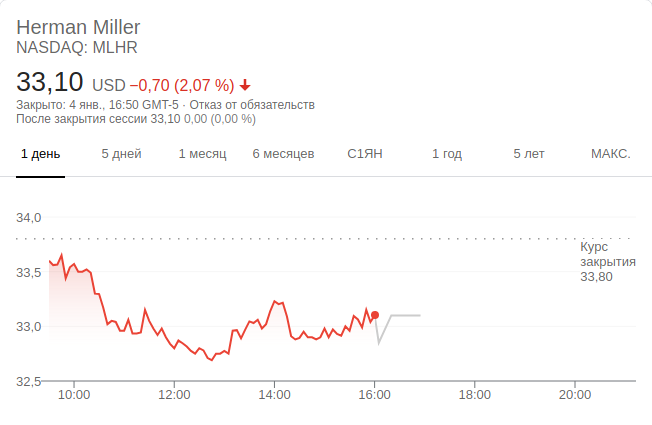 Herman Miller
NASDAQ: MLHR
33,10 USD −0,70 (2,07 %)
Закрыто: 4 янв., 16:50 GMT-5 · Отказ от обязательств
После закрытия сессии 33,10 0,00 (0,00 %)
1 день 5 дней 1 месяц 6 месяцев С1ЯН 1 год 5 лет МАКС.
34,0
Курс
закрытия
33,80
33,5
33,0
32,5
10:00 12:00 14:00 16:00 18:00 20:00